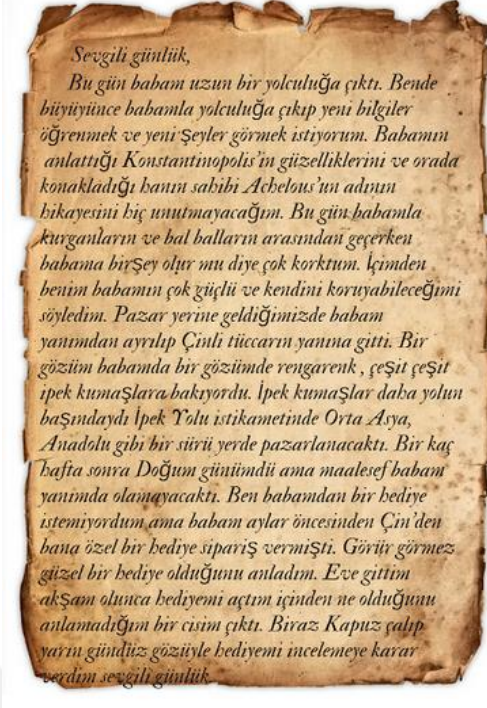 Sevgili günlük,
Bu gün babam uzun bir yolculuğa çıktı. Bende
büyüyünce babamla yolculuğa çıkıp yeni bilgiler
öğrenmek ve yeni şeyler görmek istiyorum. Babamın
anlattığı Konstantinopolis'in güzelliklerini ve orada
konakladığı hanın sahibi Achelous'un adının
hikayesini hiç unutmayacağım. Bu gün babamla
kurganların ve bal balların arasından geçerken
babama birşey olur mu diye çok korktum. İçimden
benim babamın çok güçlü ve kendini koruyabileceğimi
söyledim. Pazar yerine geldiğimizde babam
yanımdan ayrılıp Çinli tüccarın yanına gitti. Bir
gözüm babamda bir gözümde rengarenk , çeşit çeşit
ipek kumaşlara bakıyordu. İpek kumaşlar daha yolun
başındaydı İpek Yolu istikametinde Orta Asya,
Anadolu gibi bir sürü yerde pazarlanacaktı. Bir kaç
hafta sonra Doğum günümdü ama maalesef babam
yanımda olamayacaktı. Ben babamdan bir hediye
istemiyordum ama babam aylar öncesinden Çin'den
bana özel bir hediye sipariş vermişti. Görür görmez
güzel bir hediye olduğunu anladım. Eve gittim
akşam olunca hediyemi açtım içinden ne olduğunu
anlamadığım bir cisim çıktı. Biraz Kapuz çalıp
yarın gündüz gözüyle hediyemi incelemeye karar
verdim sevgili günlük